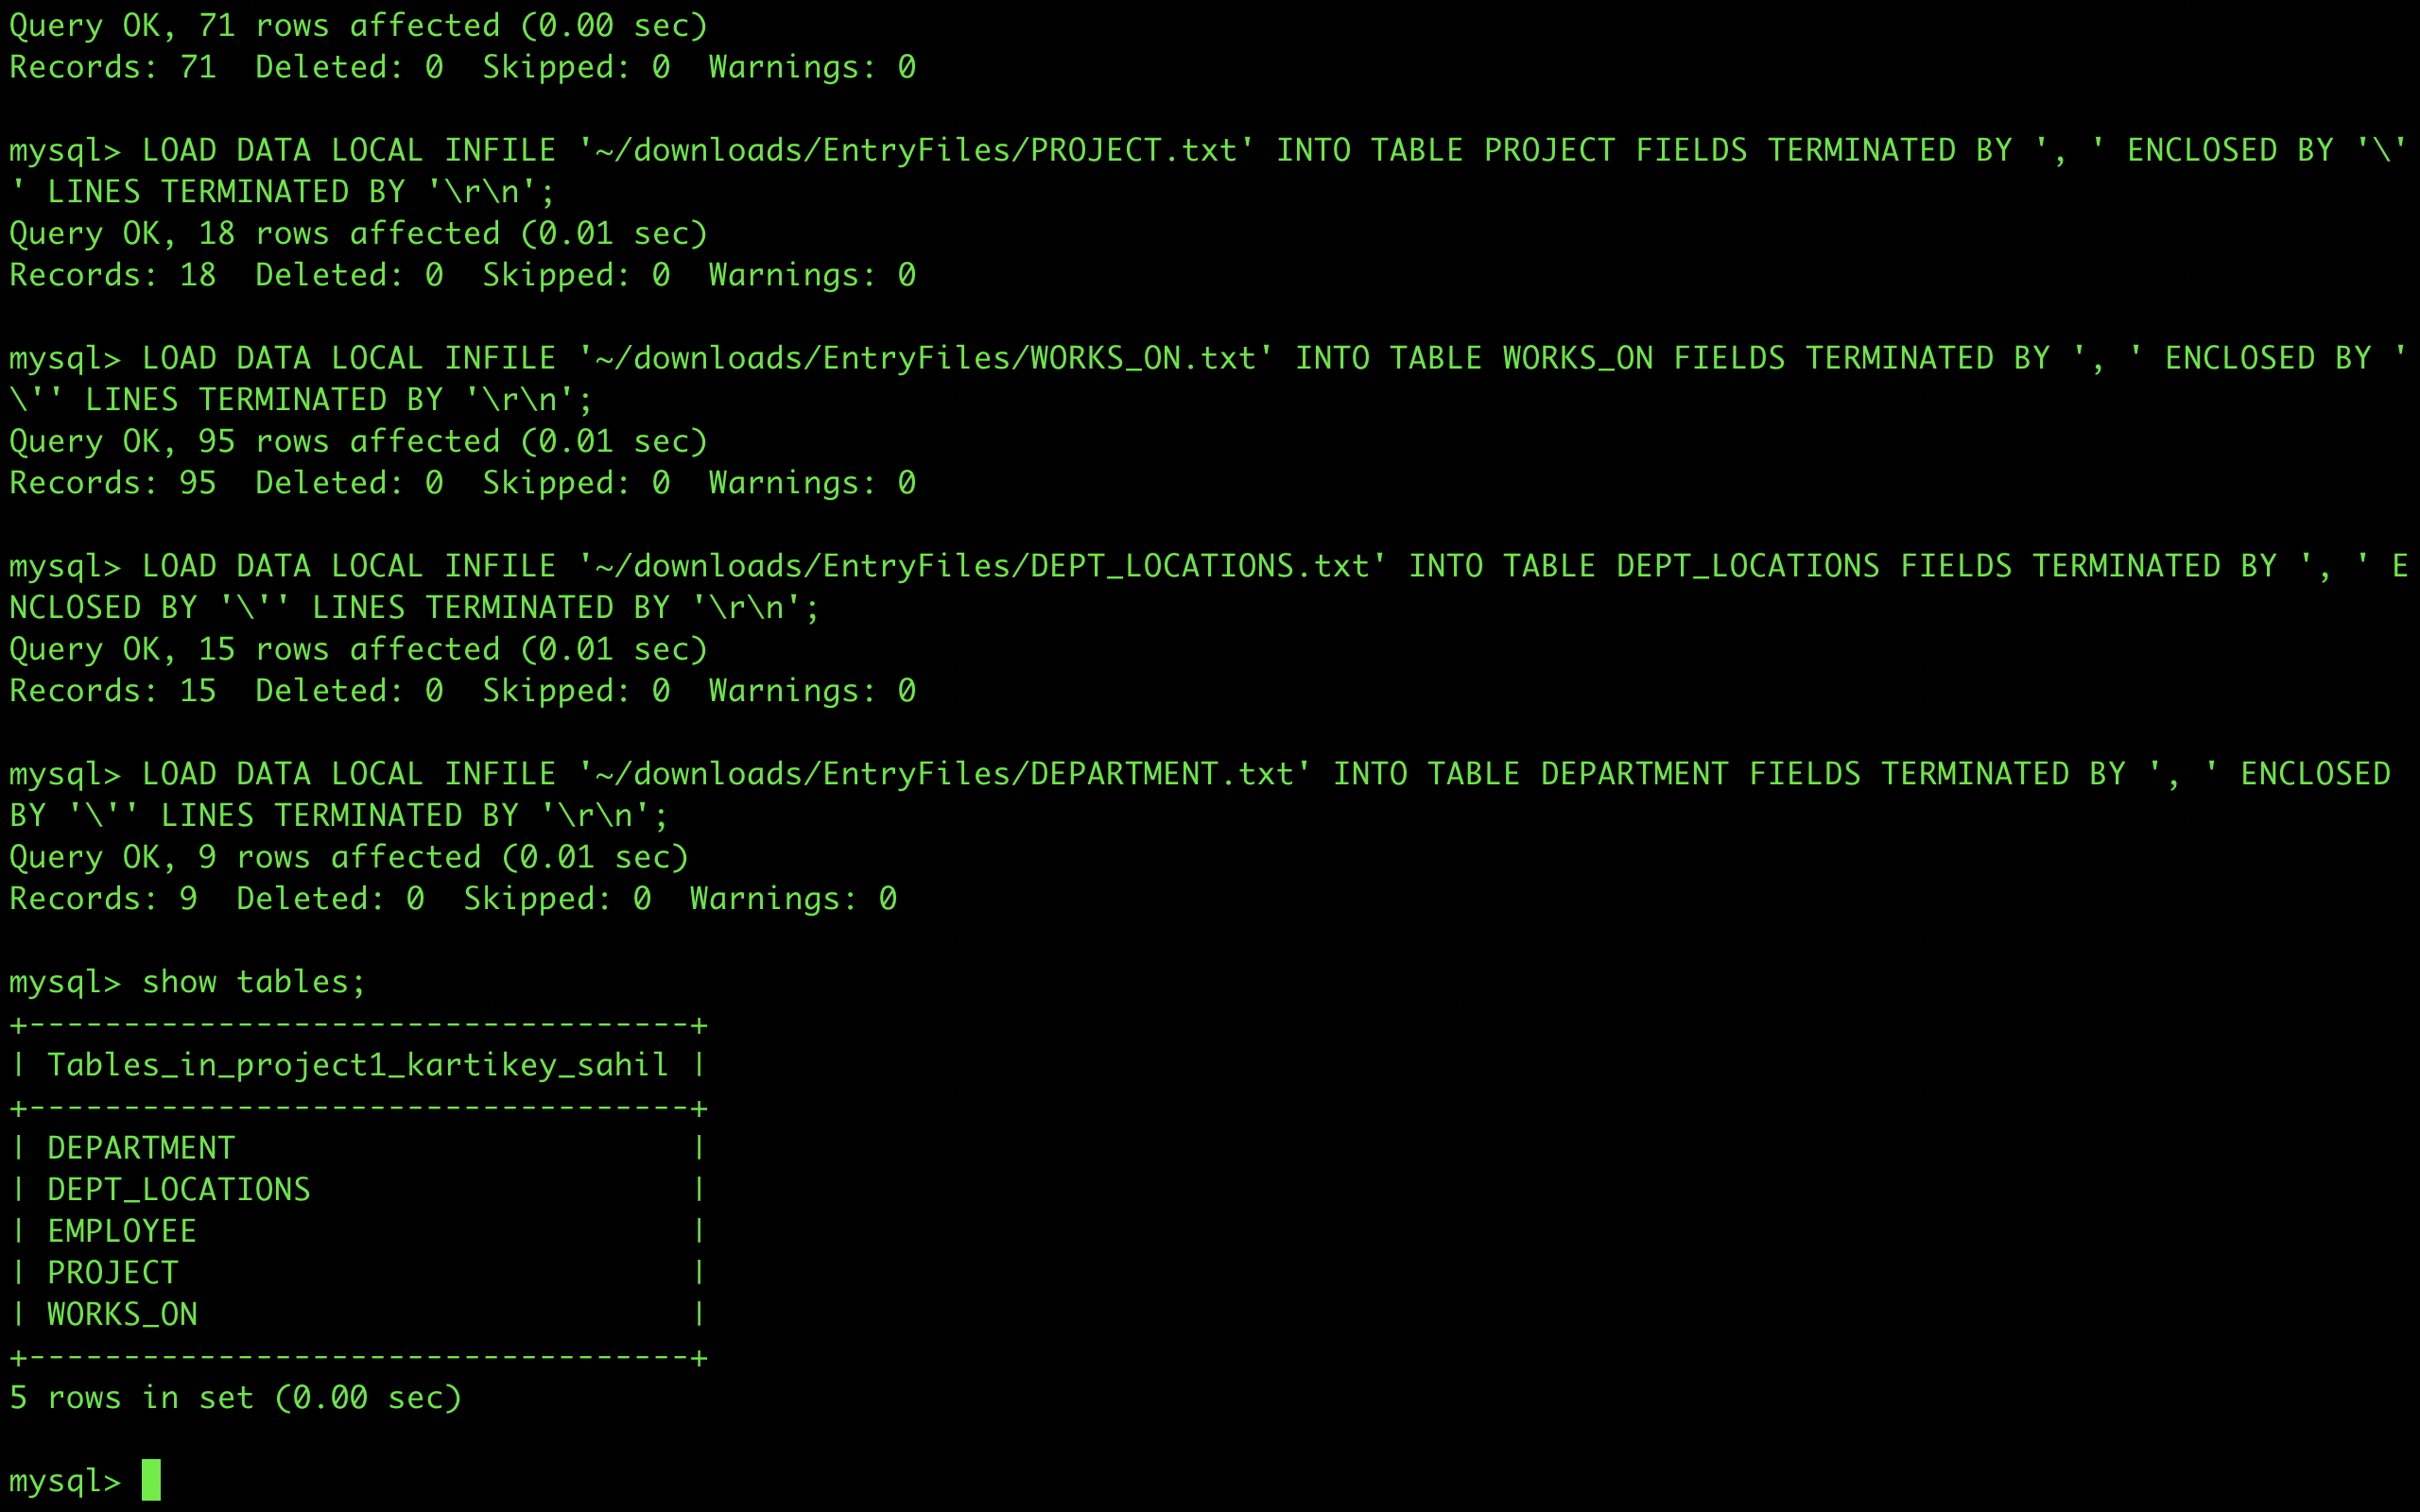 Query OK, 71 rows affected (0.00 sec)
Records: 71  Deleted: 0  Skipped: 0  Warnings: 0

mysql> LOAD DATA LOCAL INFILE '~/downloads/EntryFiles/PROJECT.txt' INTO TABLE PROJECT FIELDS TERMINATED BY ', ' ENCLOSED BY '\'
' LINES TERMINATED BY '\r\n';
Query OK, 18 rows affected (0.01 sec)
Records: 18  Deleted: 0  Skipped: 0  Warnings: 0

mysql> LOAD DATA LOCAL INFILE '~/downloads/EntryFiles/WORKS_ON.txt' INTO TABLE WORKS_ON FIELDS TERMINATED BY ', ' ENCLOSED BY '
\'' LINES TERMINATED BY '\r\n';
Query OK, 95 rows affected (0.01 sec)
Records: 95  Deleted: 0  Skipped: 0  Warnings: 0

mysql> LOAD DATA LOCAL INFILE '~/downloads/EntryFiles/DEPT_LOCATIONS.txt' INTO TABLE DEPT_LOCATIONS FIELDS TERMINATED BY ', ' E
NCLOSED BY '\'' LINES TERMINATED BY '\r\n';
Query OK, 15 rows affected (0.01 sec)
Records: 15  Deleted: 0  Skipped: 0  Warnings: 0

mysql> LOAD DATA LOCAL INFILE '~/downloads/EntryFiles/DEPARTMENT.txt' INTO TABLE DEPARTMENT FIELDS TERMINATED BY ', ' ENCLOSED
BY '\'' LINES TERMINATED BY '\r\n';
Query OK, 9 rows affected (0.01 sec)
Records: 9  Deleted: 0  Skipped: 0  Warnings: 0

mysql> show tables;
+-----------------------------------+
| Tables_in_project1_kartikey_sahil |
+-----------------------------------+
| DEPARTMENT                        |
| DEPT_LOCATIONS                    |
| EMPLOYEE                          |
| PROJECT                           |
| WORKS_ON                          |
+-----------------------------------+
5 rows in set (0.00 sec)

mysql>